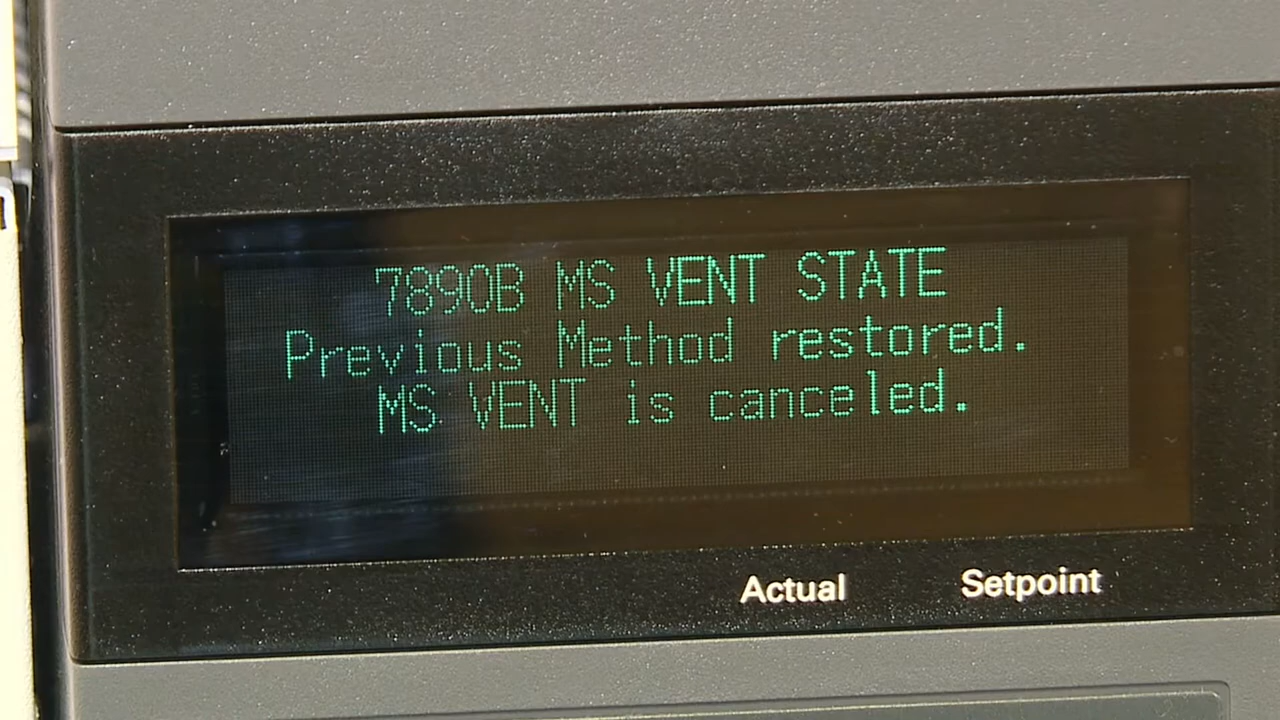 7890B MS VENT STATE
Previous Method restored.
MS VENT is canceled.
Actual Setpoint